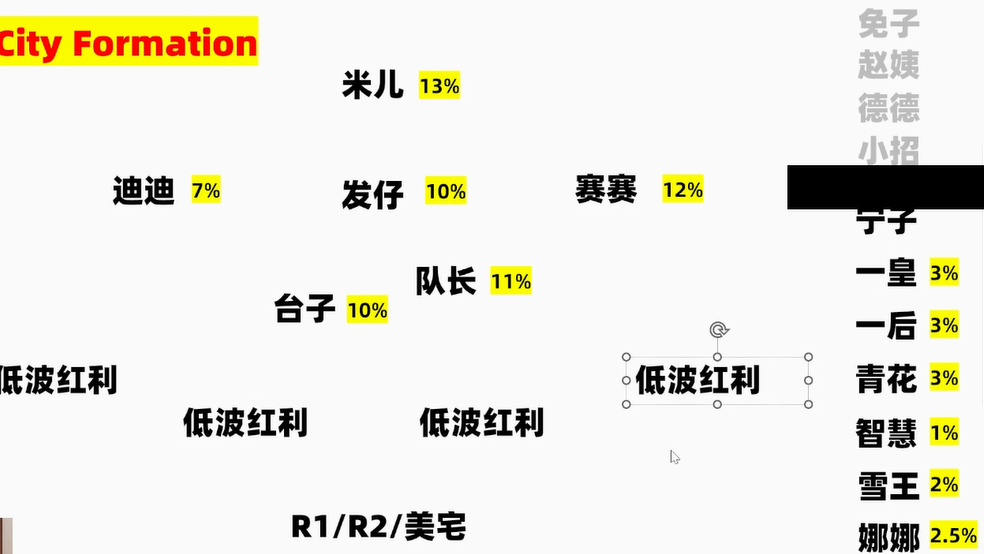 City Formation
米儿 13%
迪迪 7%
发仔 10%
赛赛 12%
队长 11%
台子 10%
低波红利
低波红利
低波红利
低波红利
R1/R2/美宅
免子
赵姨
德德
小招
宁子
一皇 3%
一后 3%
青花 3%
智慧 1%
雪王 2%
娜娜 2.5%